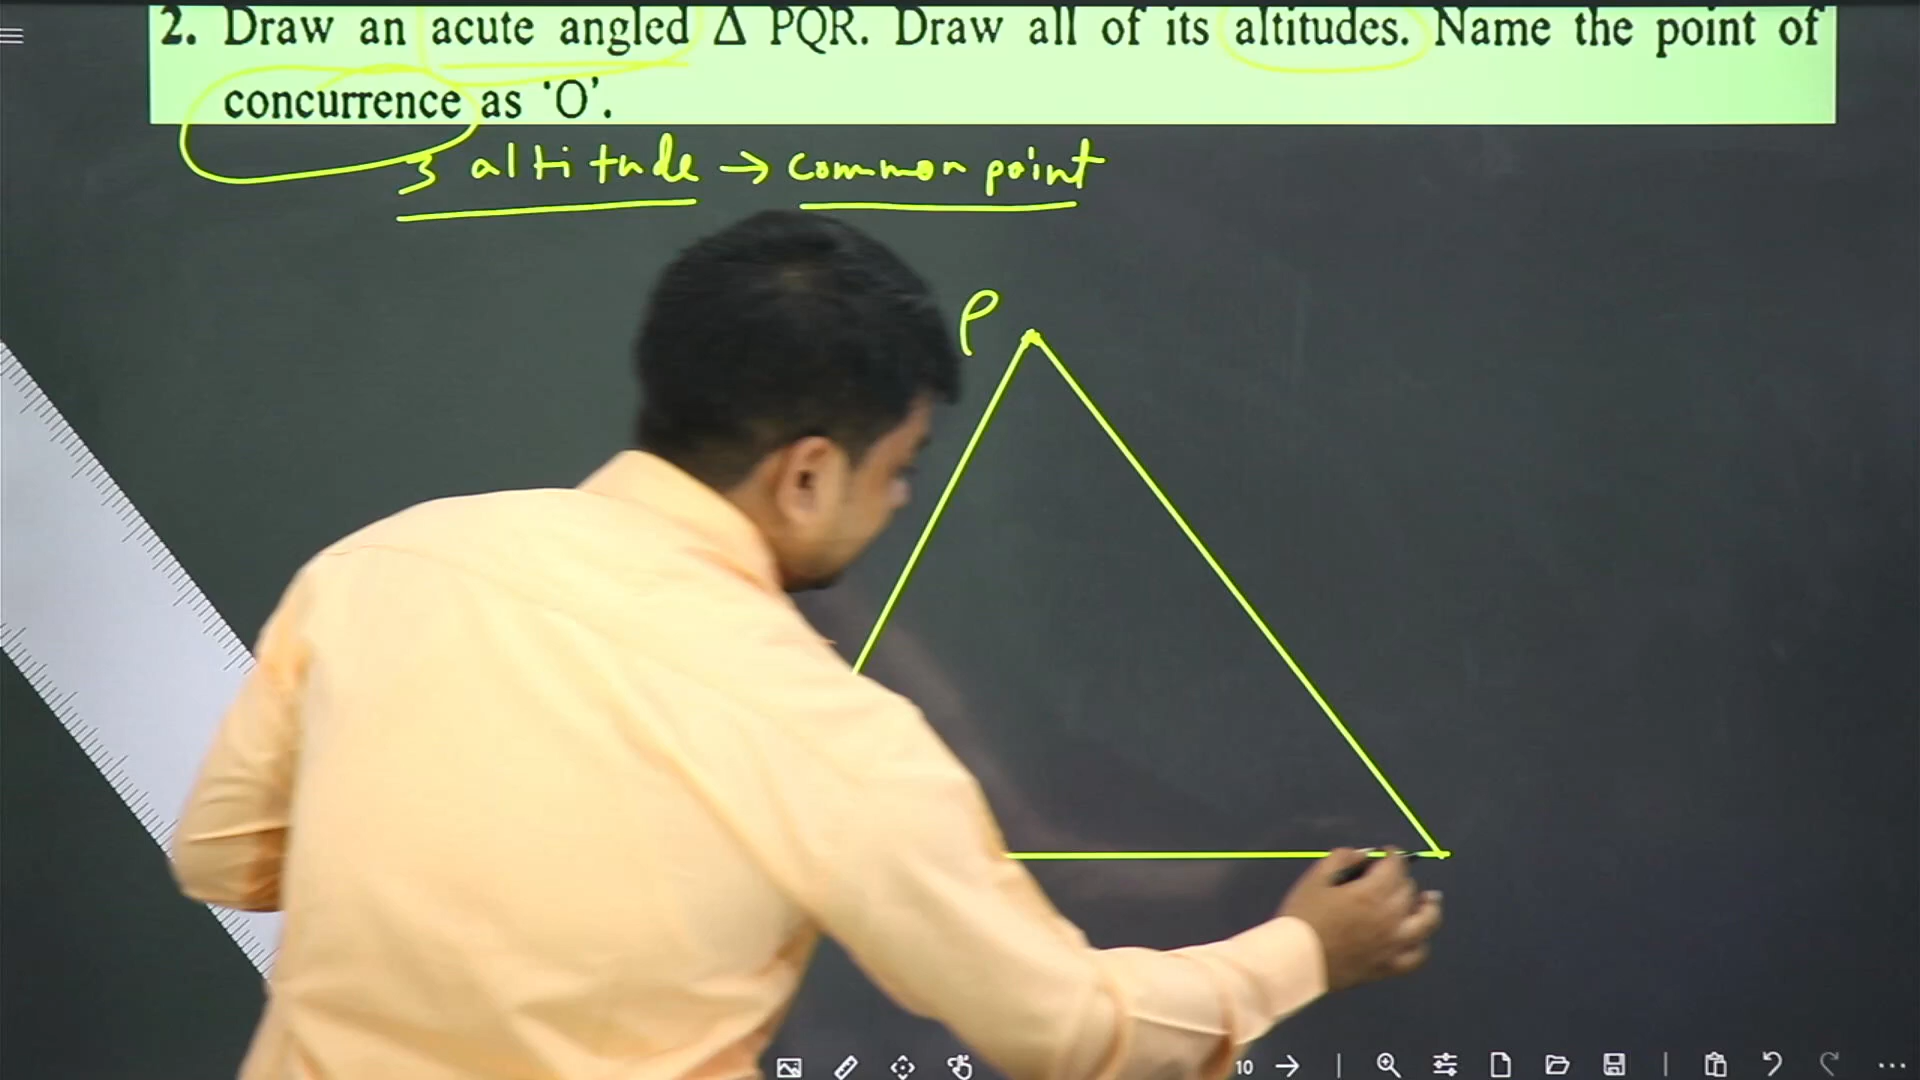 2. Draw an acute angled Δ PQR. Draw all of its altitudes. Name the point of
concurrence as ‘O’.
3 altitude → common point
P
10